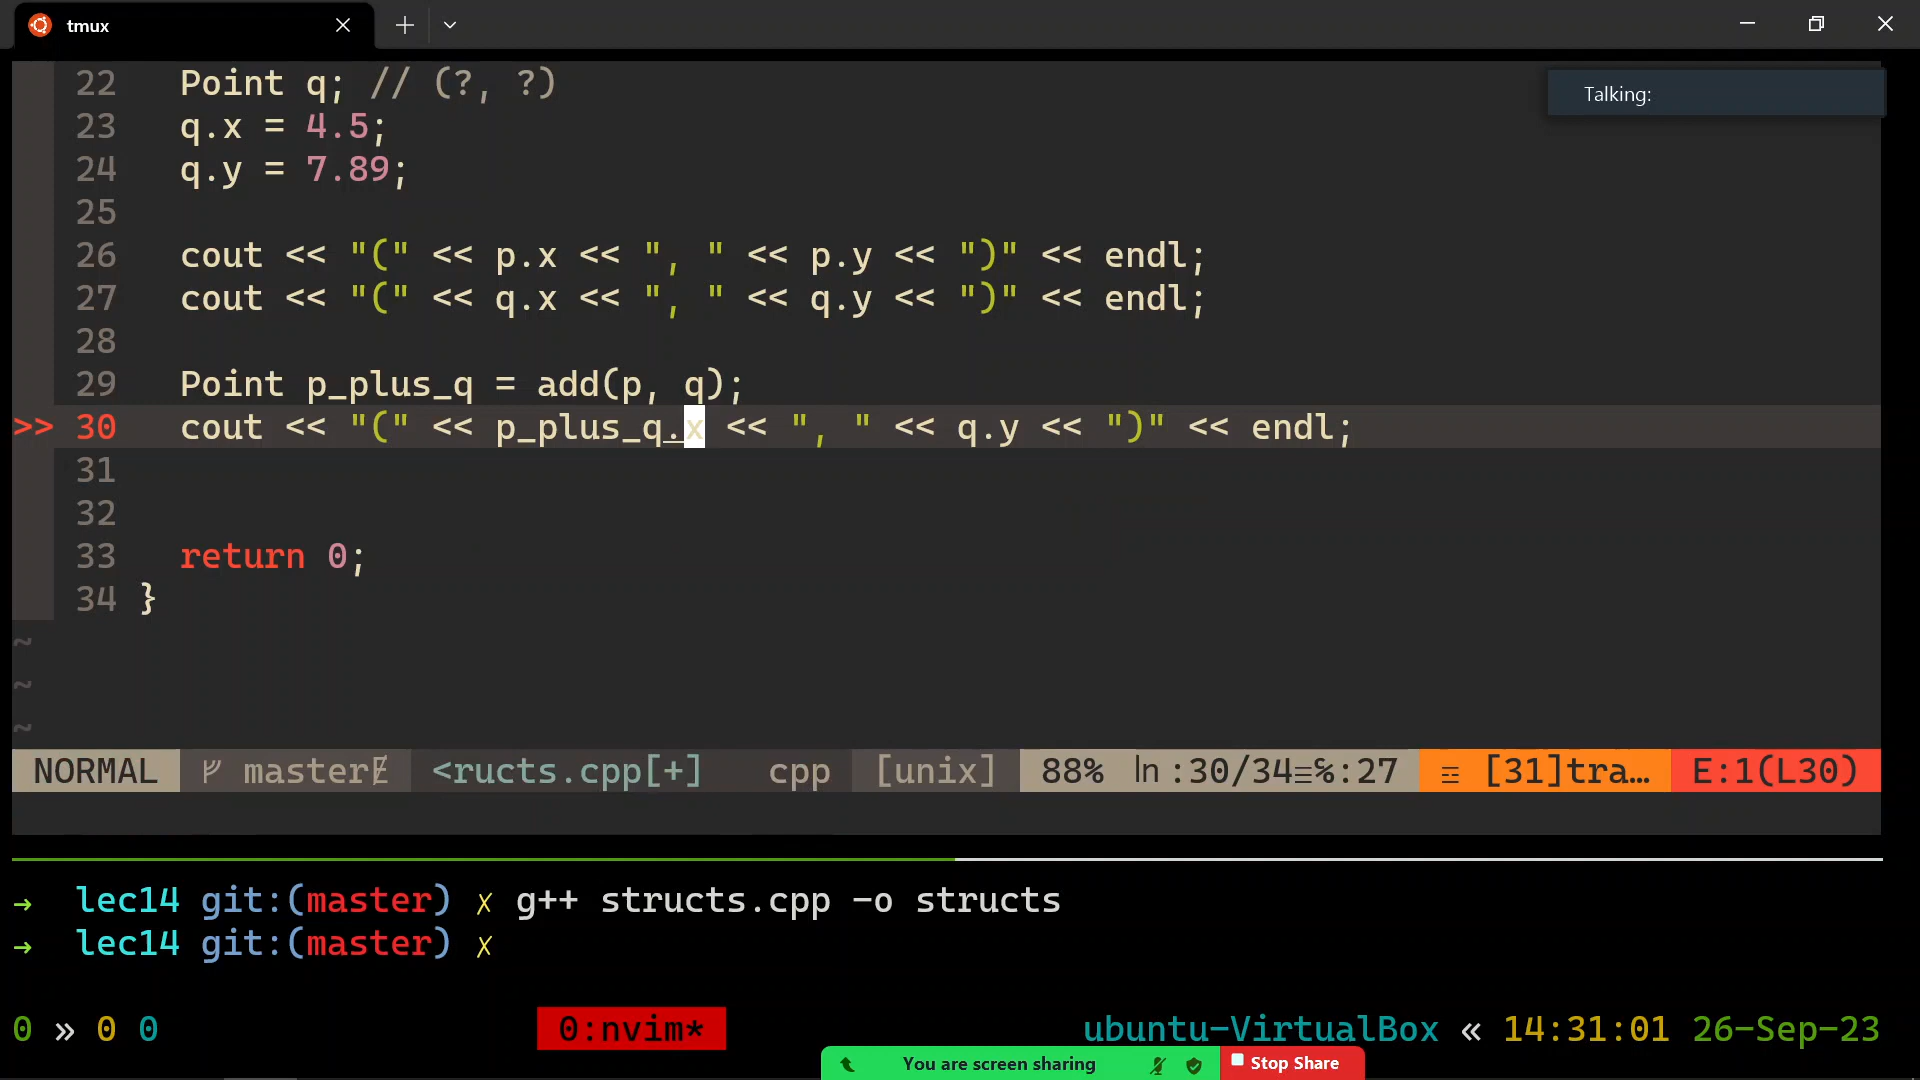 tmux
Talking:
22 Point q; // (?, ?)
23 q.x = 4.5;
24 q.y = 7.89;
25
26 cout << "(" << p.x << ", " << p.y << ")" << endl;
27 cout << "(" << q.x << ", " << q.y << ")" << endl;
28
29 Point p_plus_q = add(p, q);
>> 30 cout << "(" << p_plus_q.x << ", " << q.y << ")" << endl;
31
32
33 return 0;
34 }
~
~
~
NORMAL master <ructs.cpp[+] cpp [unix] 88% ln :30/34≡℅:27 ☲ [31]tra… E:1(L30)
→ lec14 git:(master) ✗ g++ structs.cpp -o structs
→ lec14 git:(master) ✗
0 » 0 0 0:nvim* ubuntu-VirtualBox « 14:31:01 26-Sep-23
You are screen sharing Stop Share